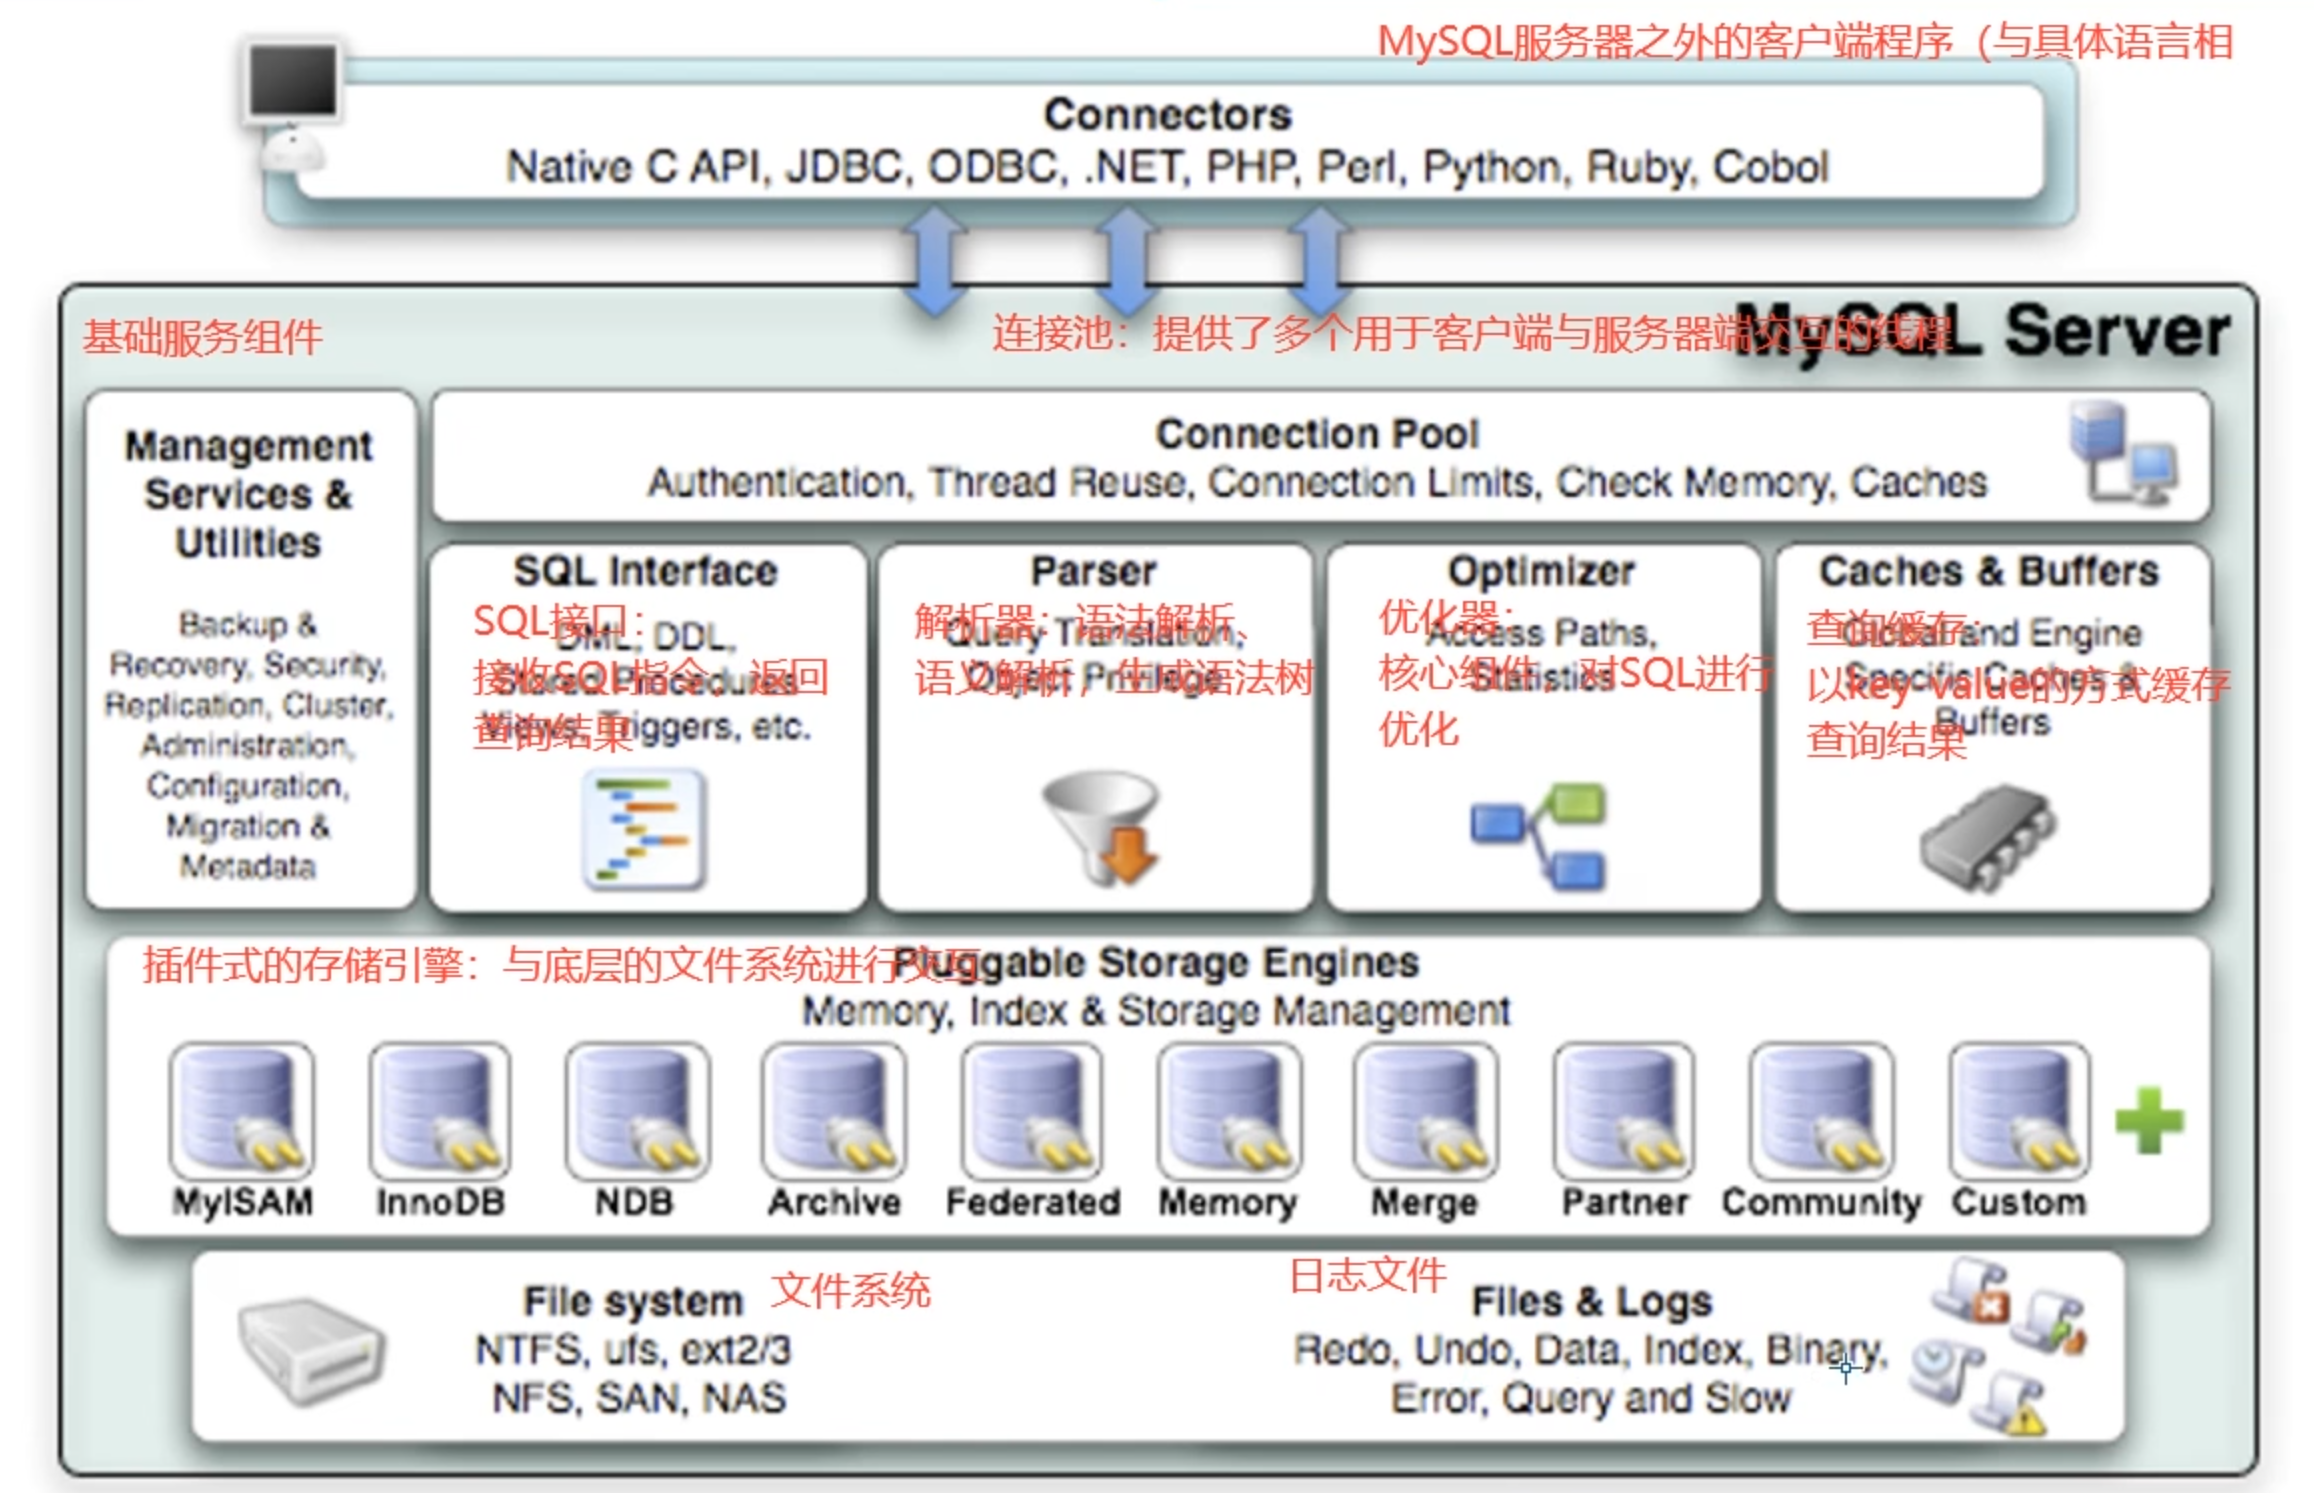 MySQL服务器之外的客户端程序（与具体语言相
Connectors
Native C API, JDBC, ODBC, .NET, PHP, Perl, Python, Ruby, Cobol
基础服务组件
连接池：提供了多个用于客户端与服务器端交互的线程
MySQL Server
Management
Services &
Utilities
Backup &
Recovery, Security,
Replication, Cluster,
Administration,
Configuration,
Migration &
Metadata
Connection Pool
Authentication, Thread Reuse, Connection Limits, Check Memory, Caches
SQL Interface
SQL接口：
DML, DDL,
接收SQL指令，返回
Stored Procedures
查询结果
Views, Triggers, etc.
Parser
解析器：语法解析、
Query Translation,
语义解析，生成语法树
Object Privilege
Optimizer
优化器：
Access Paths,
核心组件，对SQL进行
Statistics
优化
Caches & Buffers
查询缓存：
Global and Engine
以key-value的方式缓存
Specific Caches &
查询结果
Buffers
插件式的存储引擎：与底层的文件系统进行交互
Pluggable Storage Engines
Memory, Index & Storage Management
MyISAM
InnoDB
NDB
Archive
Federated
Memory
Merge
Partner
Community
Custom
File system
文件系统
NTFS, ufs, ext2/3
NFS, SAN, NAS
日志文件
Files & Logs
Redo, Undo, Data, Index, Binary,
Error, Query and Slow